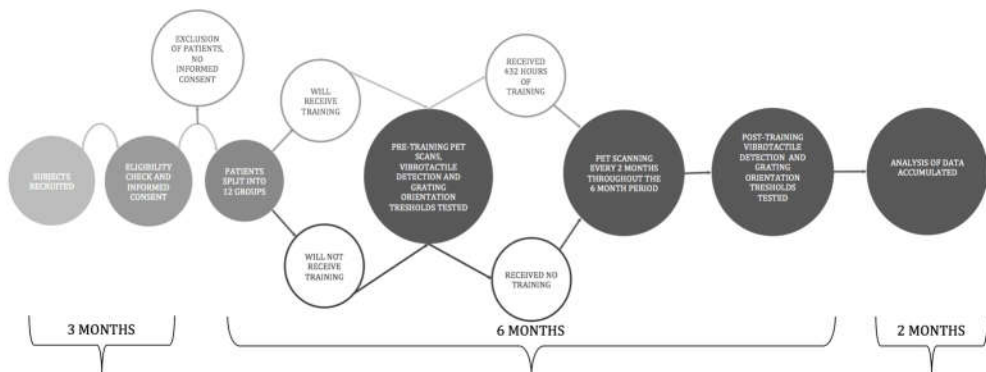 EXCLUSION
OF PATIENTS,
NO
INFORMED
CONSENT
SUBJECTS
RECRUITED
ELIGIBILITY
CHECK AND
INFORMED
CONSENT
PATIENTS
SPLIT INTO
12 GROUPS
WILL
RECEIVE
TRAINING
WILL NOT
RECEIVE
TRAINING
PRE-TRAINING PET
SCANS,
VIBROTACTILE
DETECTION AND
GRATING
ORIENTATION
TRESHOLDS TESTED
RECEIVED
432 HOURS
OF
TRAINING
RECEIVED NO
TRAINING
PET SCANNING
EVERY 2 MONTHS
THROUGHOUT THE
6 MONTH PERIOD
POST-TRAINING
VIBROTACTILE
DETECTION AND
GRATING
ORIENTATION
TRESHOLDS
TESTED
ANALYSIS OF DATA
ACCUMULATED
3 MONTHS
6 MONTHS
2 MONTHS